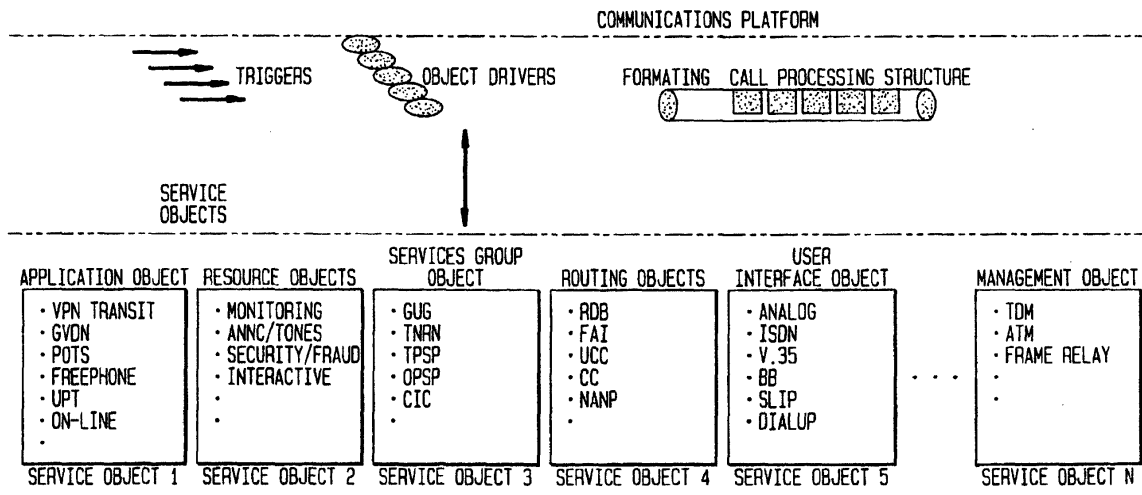 COMMUNICATIONS PLATFORM
TRIGGERS
OBJECT DRIVERS
FORMATING CALL PROCESSING STRUCTURE
SERVICE
OBJECTS
APPLICATION OBJECT
· VPN TRANSIT
· GVDN
· POTS
· FREEPHONE
· UPT
· ON-LINE
·
SERVICE OBJECT 1
RESOURCE OBJECTS
· MONITORING
· ANNC/TONES
· SECURITY/FRAUD
· INTERACTIVE
·
·
SERVICE OBJECT 2
SERVICES GROUP
OBJECT
· GUG
· TNRN
· TPSP
· OPSP
· CIC
·
SERVICE OBJECT 3
ROUTING OBJECTS
· RDB
· FAI
· UCC
· CC
· NANP
·
SERVICE OBJECT 4
USER
INTERFACE OBJECT
· ANALOG
· ISDN
· V.35
· BB
· SLIP
· DIALUP
SERVICE OBJECT 5
· · ·
MANAGEMENT OBJECT
· TDM
· ATM
· FRAME RELAY
·
·
SERVICE OBJECT N